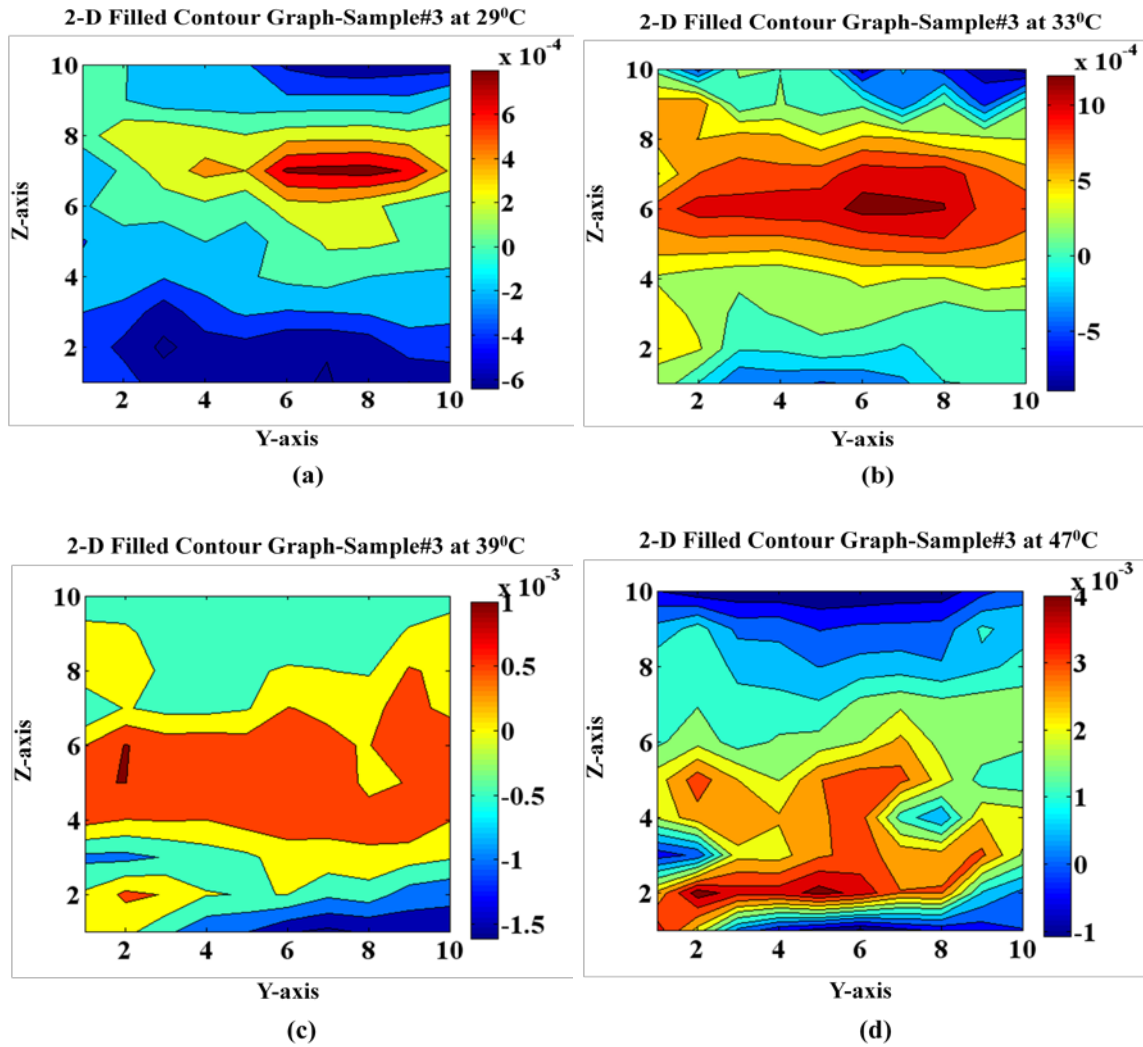 2-D Filled Contour Graph-Sample#3 at 29⁰C
x 10⁻⁴
10
8
6
4
2
Z-axis
2 4 6 8 10
Y-axis
6
4
2
0
-2
-4
-6
(a)
2-D Filled Contour Graph-Sample#3 at 33⁰C
x 10⁻⁴
10
8
6
4
2
Z-axis
2 4 6 8 10
Y-axis
10
5
0
-5
(b)
2-D Filled Contour Graph-Sample#3 at 39⁰C
x 10⁻³
10
8
6
4
2
Z-axis
2 4 6 8 10
Y-axis
1
0.5
0
-0.5
-1
-1.5
(c)
2-D Filled Contour Graph-Sample#3 at 47⁰C
x 10⁻³
10
8
6
4
2
Z-axis
2 4 6 8 10
Y-axis
4
3
2
1
0
-1
(d)